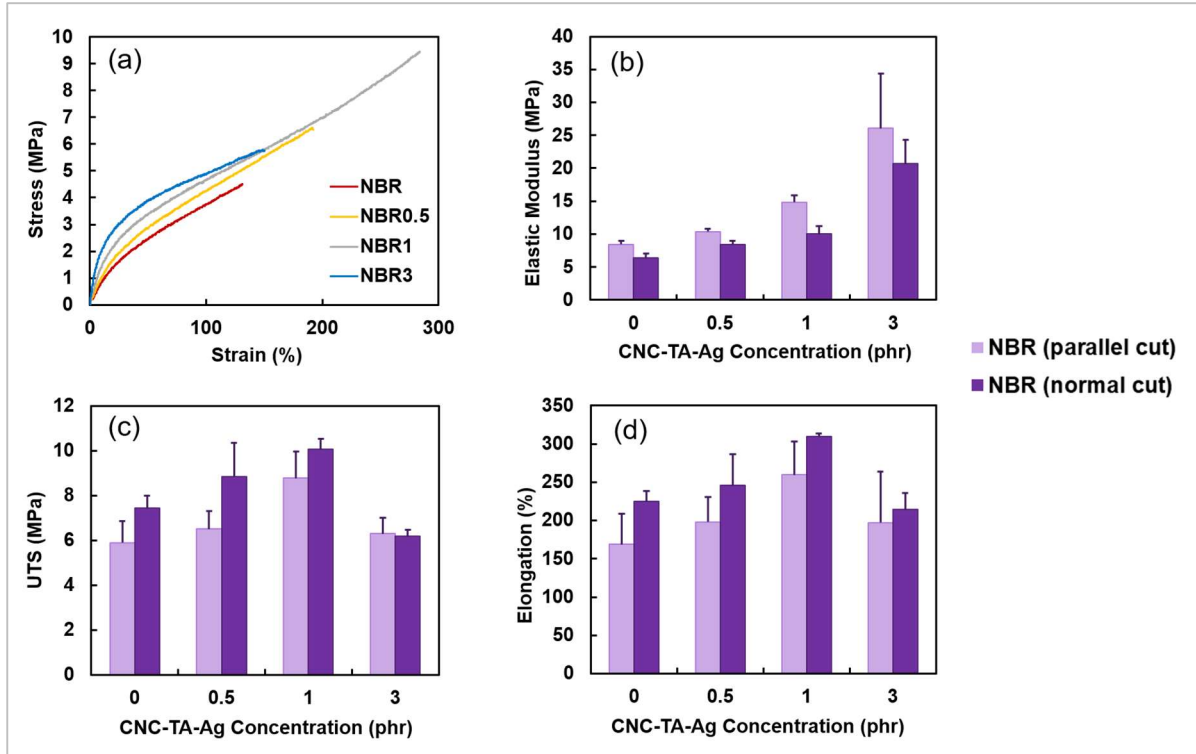 (a)
Stress (MPa)
10
9
8
7
6
5
4
3
2
1
0
NBR
NBR0.5
NBR1
NBR3
0 100 200 300
Strain (%)
(b)
Elastic Modulus (MPa)
40
35
30
25
20
15
10
5
0
0 0.5 1 3
CNC-TA-Ag Concentration (phr)
NBR (parallel cut)
NBR (normal cut)
(c)
UTS (MPa)
12
10
8
6
4
2
0
0 0.5 1 3
CNC-TA-Ag Concentration (phr)
(d)
Elongation (%)
350
300
250
200
150
100
50
0
0 0.5 1 3
CNC-TA-Ag Concentration (phr)